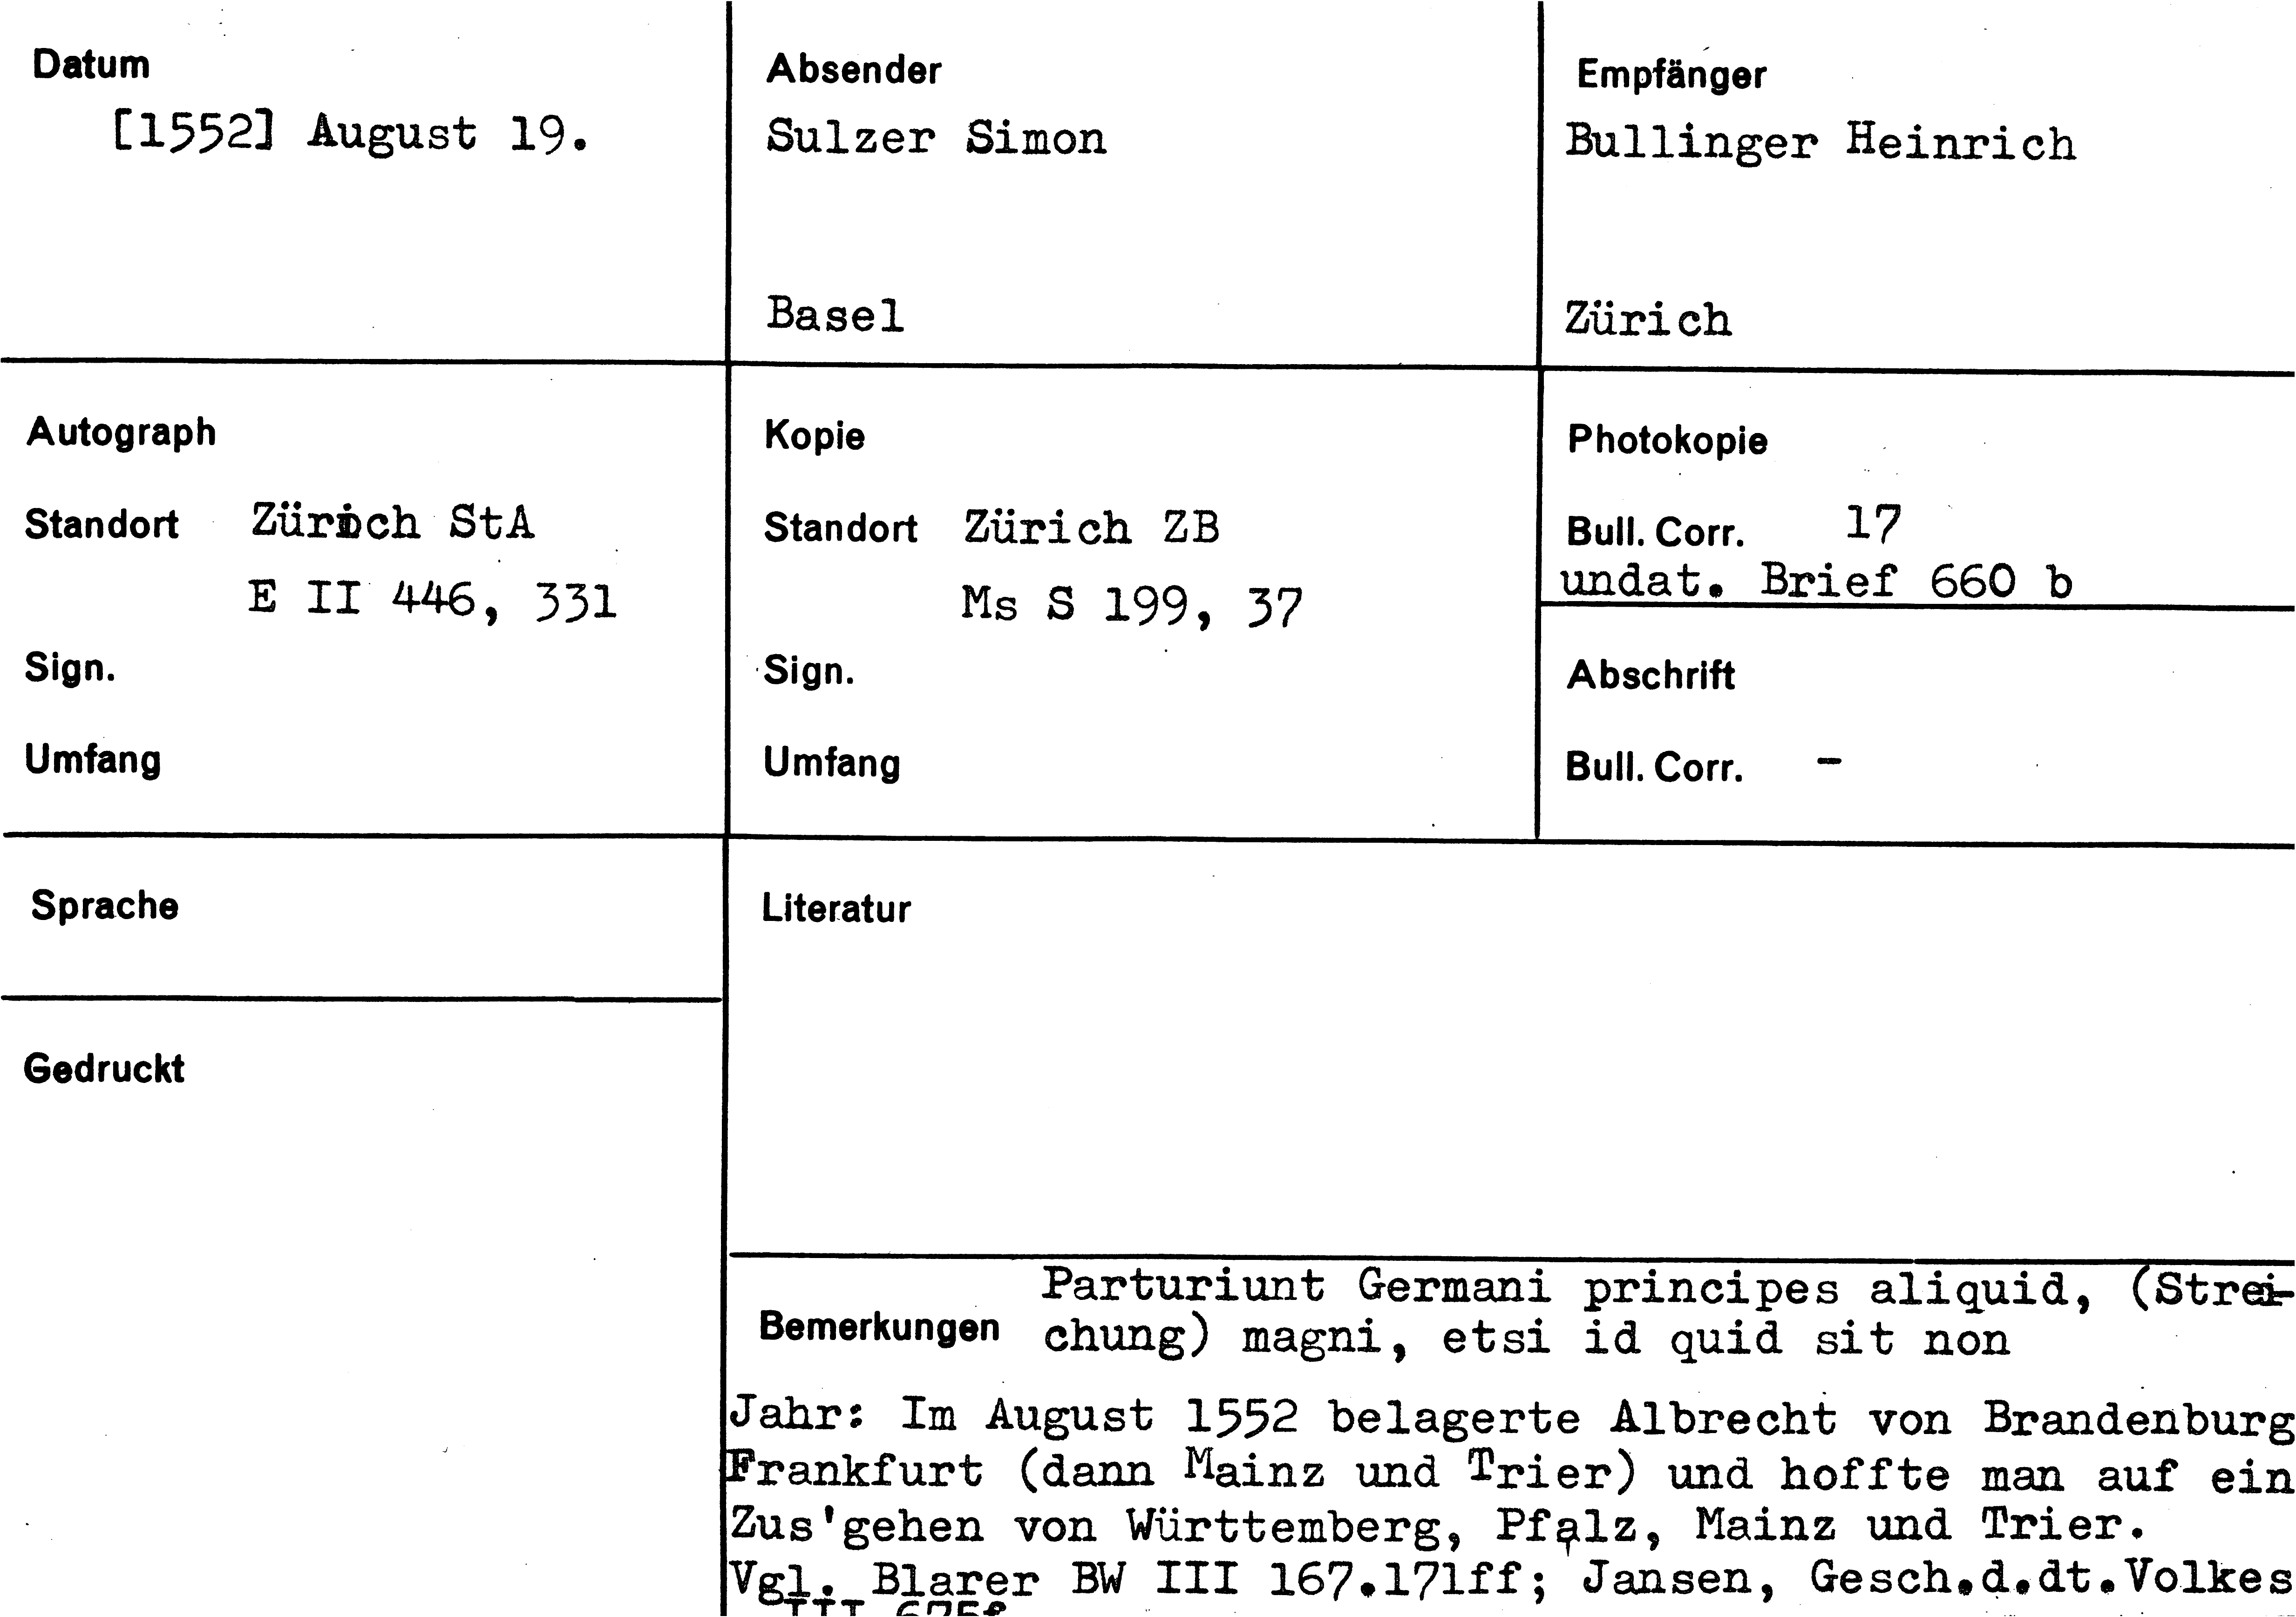 Datum
[1552] August 19.
Absender
Sulzer Simon
Basel
Empfänger
Bullinger Heinrich
Zürich
Autograph
Standort Zürich StA
E II 446, 331
Sign.
Umfang
Kopie
Standort Zürich ZB
Ms S 199, 37
Sign.
Umfang
Photokopie
Bull. Corr. 17
undat. Brief 660 b
Abschrift
Bull. Corr. -
Sprache
Gedruckt
Literatur
Bemerkungen
Parturiunt Germani principes aliquid, (Strei-
chung) magni, etsi id quid sit non
Jahr: Im August 1552 belagerte Albrecht von Brandenburg
Frankfurt (dann Mainz und Trier) und hoffte man auf ein
Zus'gehen von Württemberg, Pfalz, Mainz und Trier.
Vgl. Blarer BW III 167.171ff; Jansen, Gesch.d.dt.Volkes